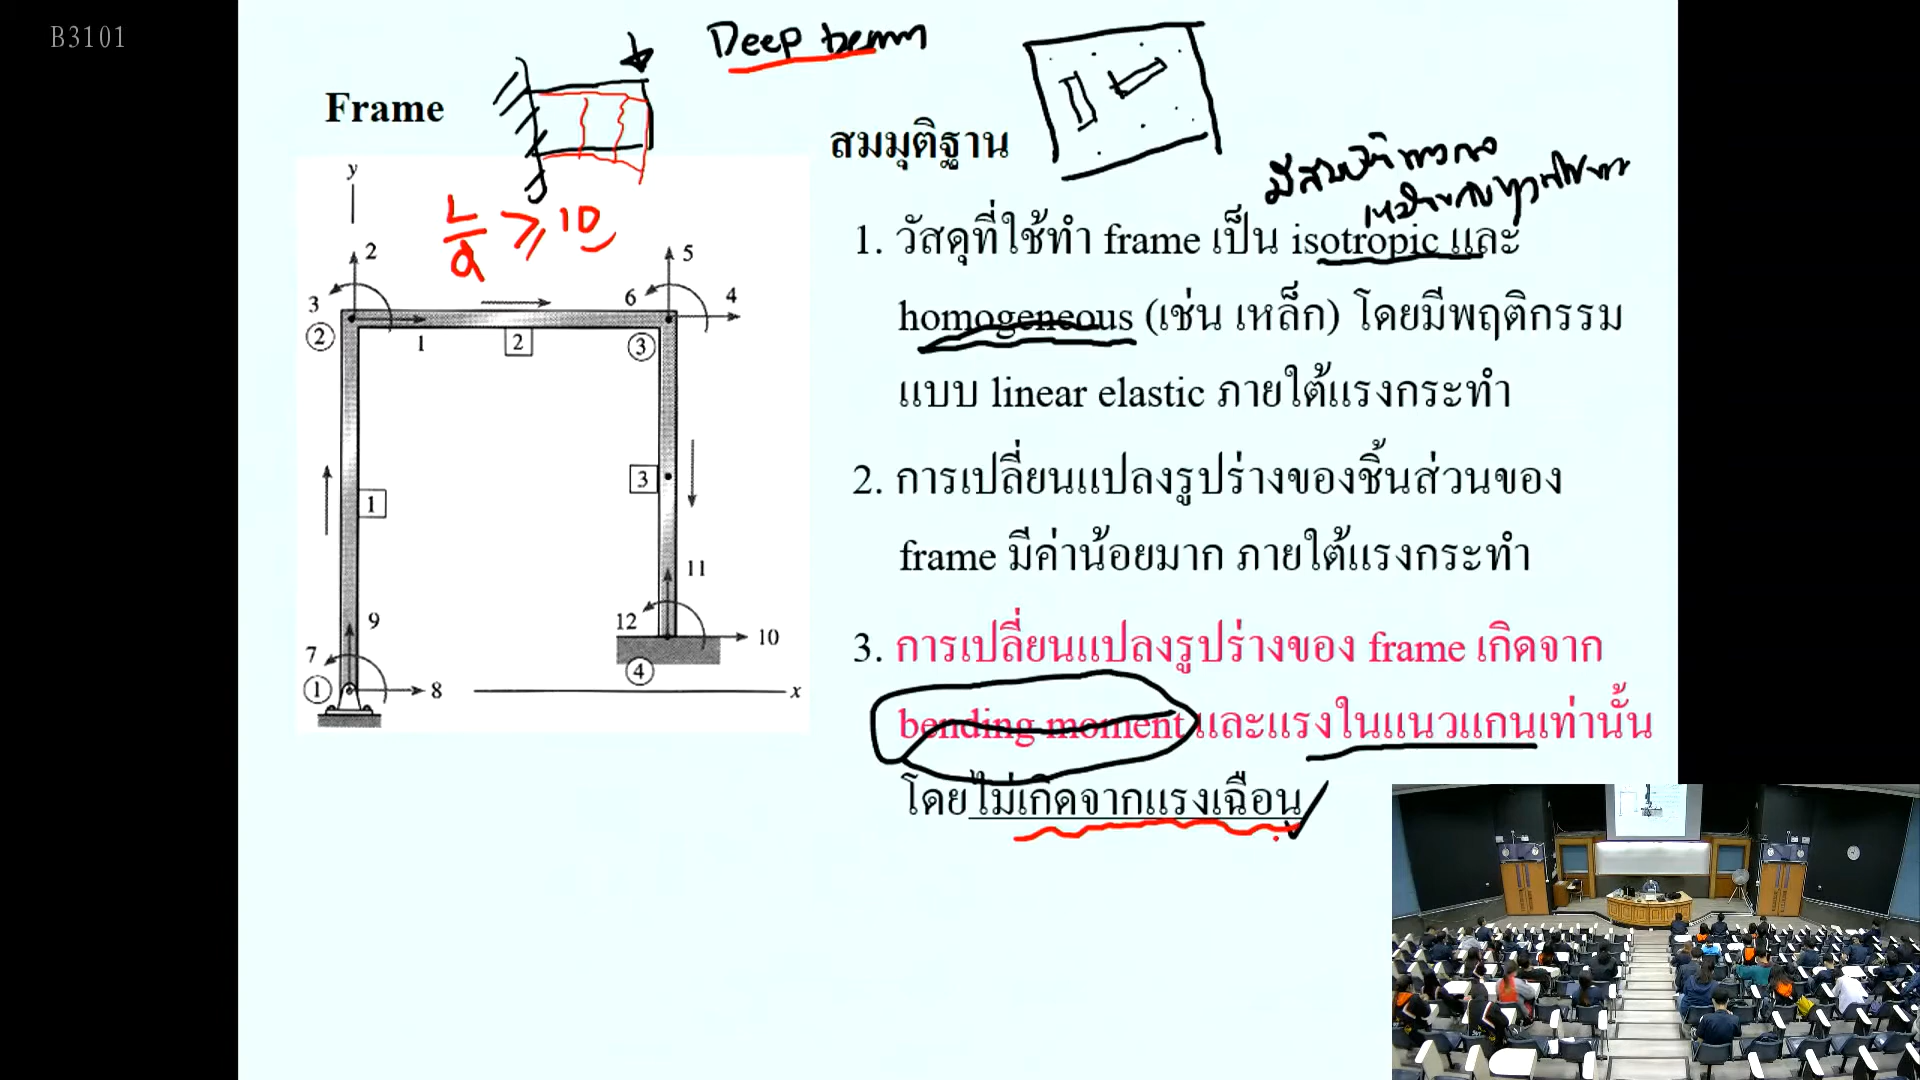 B3101
Deep beam
Frame
สมมุติฐาน
L/d ≥ 10
1. วัสดุที่ใช้ทำ frame เป็น isotropic และ
homogeneous (เช่น เหล็ก) โดยมีพฤติกรรม
แบบ linear elastic ภายใต้แรงกระทำ
2. การเปลี่ยนแปลงรูปร่างของชิ้นส่วนของ
frame มีค่าน้อยมาก ภายใต้แรงกระทำ
3. การเปลี่ยนแปลงรูปร่างของ frame เกิดจาก
bending moment และแรงในแนวแกนเท่านั้น
โดยไม่เกิดจากแรงเฉือน
y
2
5
3
6
4
2
1
2
3
3
1
11
9
12
10
7
4
1
8
x